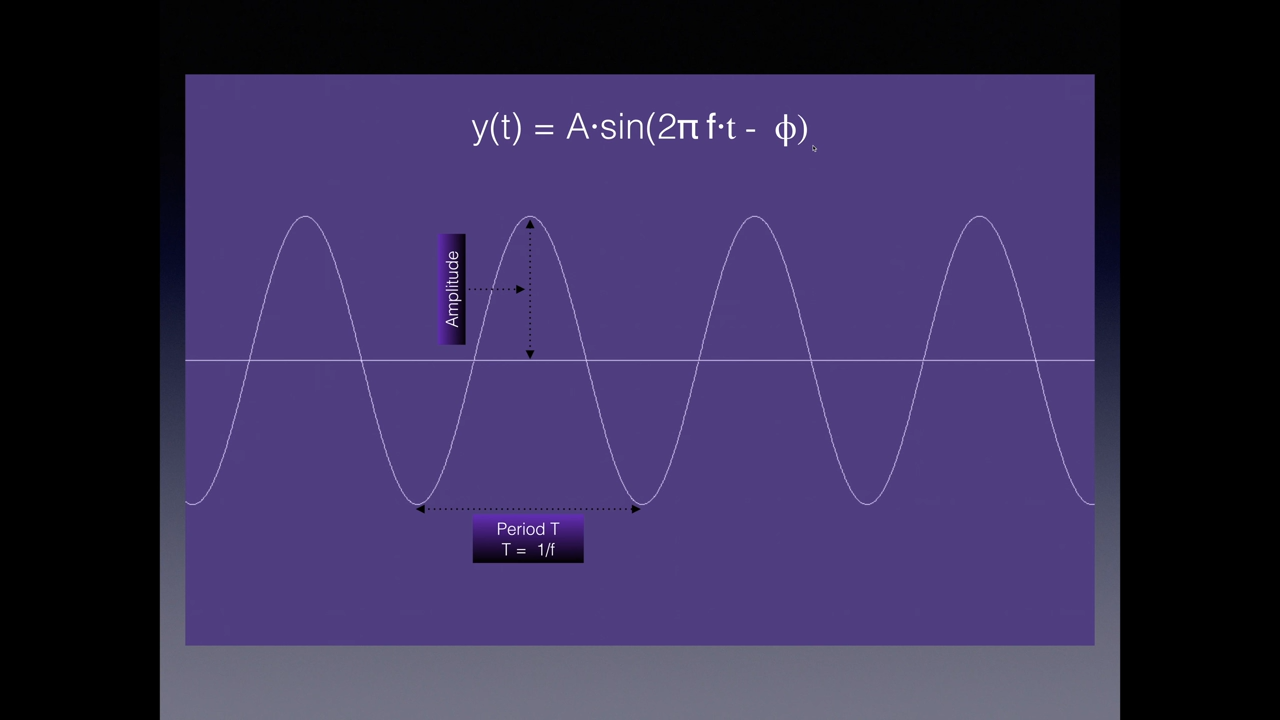 y(t) = A·sin(2π f·t - ϕ)
Amplitude
Period T
T = 1/f